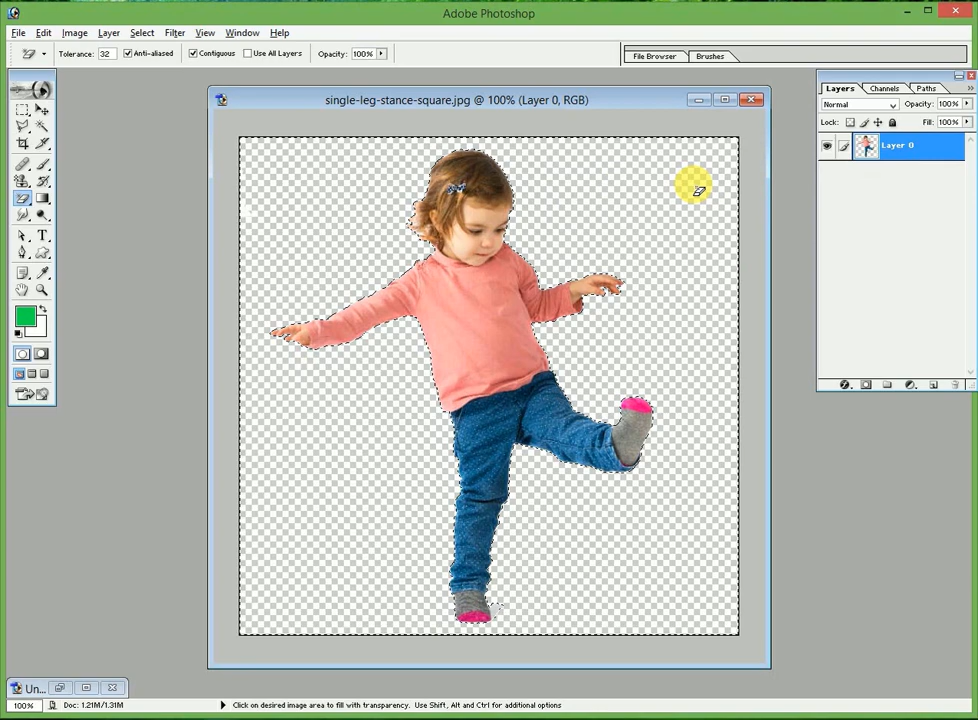 Adobe Photoshop
File Edit Image Layer Select Filter View Window Help
Tolerance: 32 Anti-aliased Contiguous Use All Layers Opacity: 100% File Browser Brushes
single-leg-stance-square.jpg @ 100% (Layer 0, RGB)
Layers Channels Paths
Normal Opacity: 100%
Lock: Fill: 100%
Layer 0
T
Un...
100% Doc: 1.21M/1.31M Click on desired image area to fill with transparency. Use Shift, Alt and Ctrl for additional options